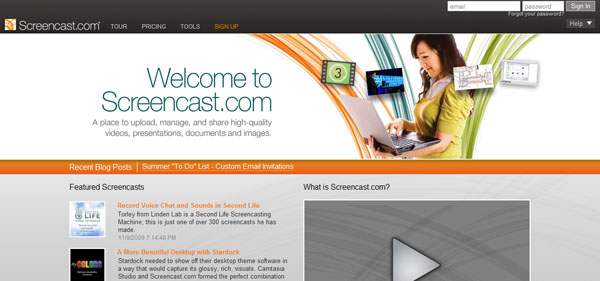 email password Sign In
Forgot your password?
Screencast.com TOUR PRICING TOOLS SIGN UP Help
Welcome to
Screencast.com
A place to upload, manage, and share high-quality
videos, presentations, documents and images.
3
Recent Blog Posts Summer "To Do" List - Custom Email Invitations
Featured Screencasts
What is Screencast.com?
LIFE
Record Voice Chat and Sounds in Second Life
Torley from Linden Lab is a Second Life Screencasting
Machine; this is just one of over 300 screencasts he has
made.
11/9/2009 7:14:48 PM
A More Beautiful Desktop with Stardock
Stardock needed to show off their desktop theme software in
a way that would capture its glossy, rich, visuals. Camtasia
Studio and Screencast.com formed the perfect combination